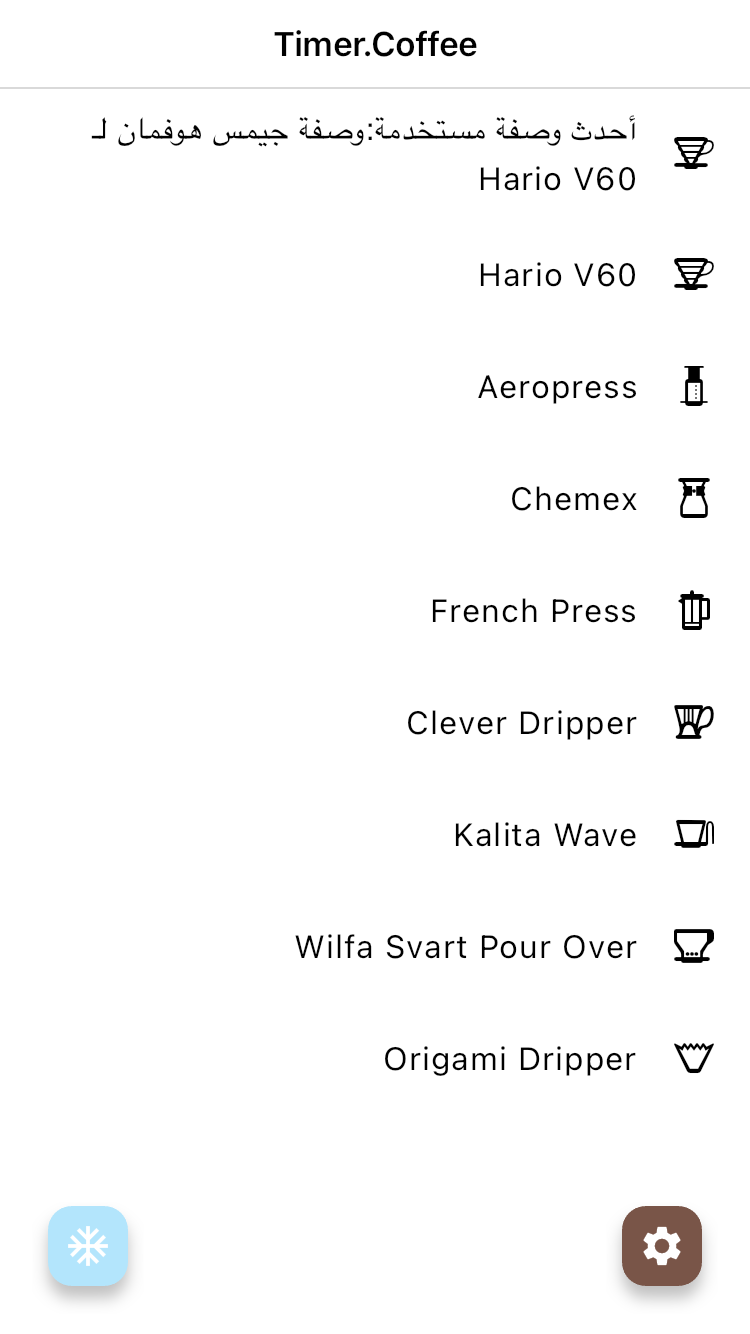 Timer.Coffee
أحدث وصفة مستخدمة:وصفة جيمس هوفمان لـ
Hario V60
Hario V60
Aeropress
Chemex
French Press
Clever Dripper
Kalita Wave
Wilfa Svart Pour Over
Origami Dripper